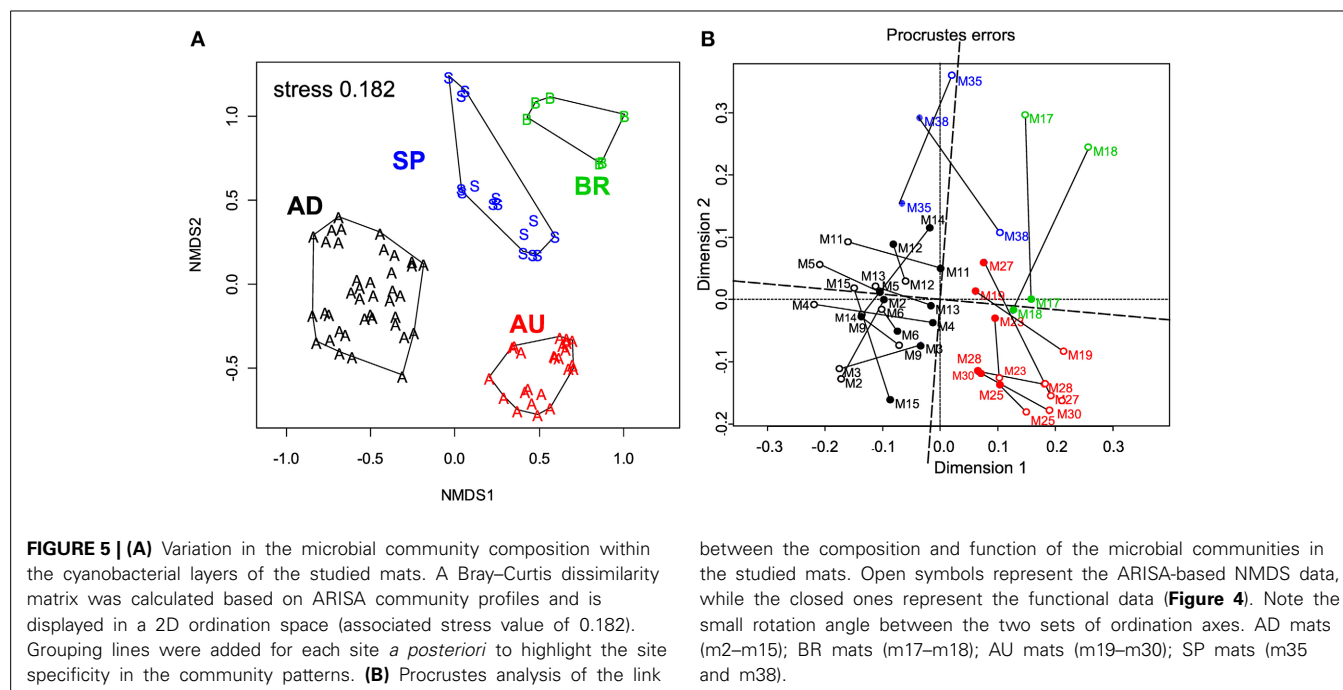 A
stress 0.182
SP
BR
AD
AU
S
S
S
S
S
S
S
S
S
S
S
S
S
S
B
B
B
B
B
B
NMDS2
1.0
0.5
0.0
-0.5
-1.0
-0.5
0.0
0.5
1.0
NMDS1
B
Procrustes errors
M35
M38
M17
M18
M35
M14
M38
M11
M12
M27
M5
M13
M11
M15
M5
M12
M19
M2
M4
M6
M13
M17
M18
M14
M4
M23
M9
M9
M3
M19
M3
M28
M23
M28
M2
M30
M25
M27
M15
M30
M25
Dimension 2
0.3
0.2
0.1
0.0
-0.1
-0.2
-0.3
-0.2
-0.1
0.0
0.1
0.2
0.3
Dimension 1
FIGURE 5 | (A) Variation in the microbial community composition within
the cyanobacterial layers of the studied mats. A Bray–Curtis dissimilarity
matrix was calculated based on ARISA community profiles and is
displayed in a 2D ordination space (associated stress value of 0.182).
Grouping lines were added for each site a posteriori to highlight the site
specificity in the community patterns. (B) Procrustes analysis of the link
between the composition and function of the microbial communities in
the studied mats. Open symbols represent the ARISA-based NMDS data,
while the closed ones represent the functional data (Figure 4). Note the
small rotation angle between the two sets of ordination axes. AD mats
(m2–m15); BR mats (m17–m18); AU mats (m19–m30); SP mats (m35
and m38).